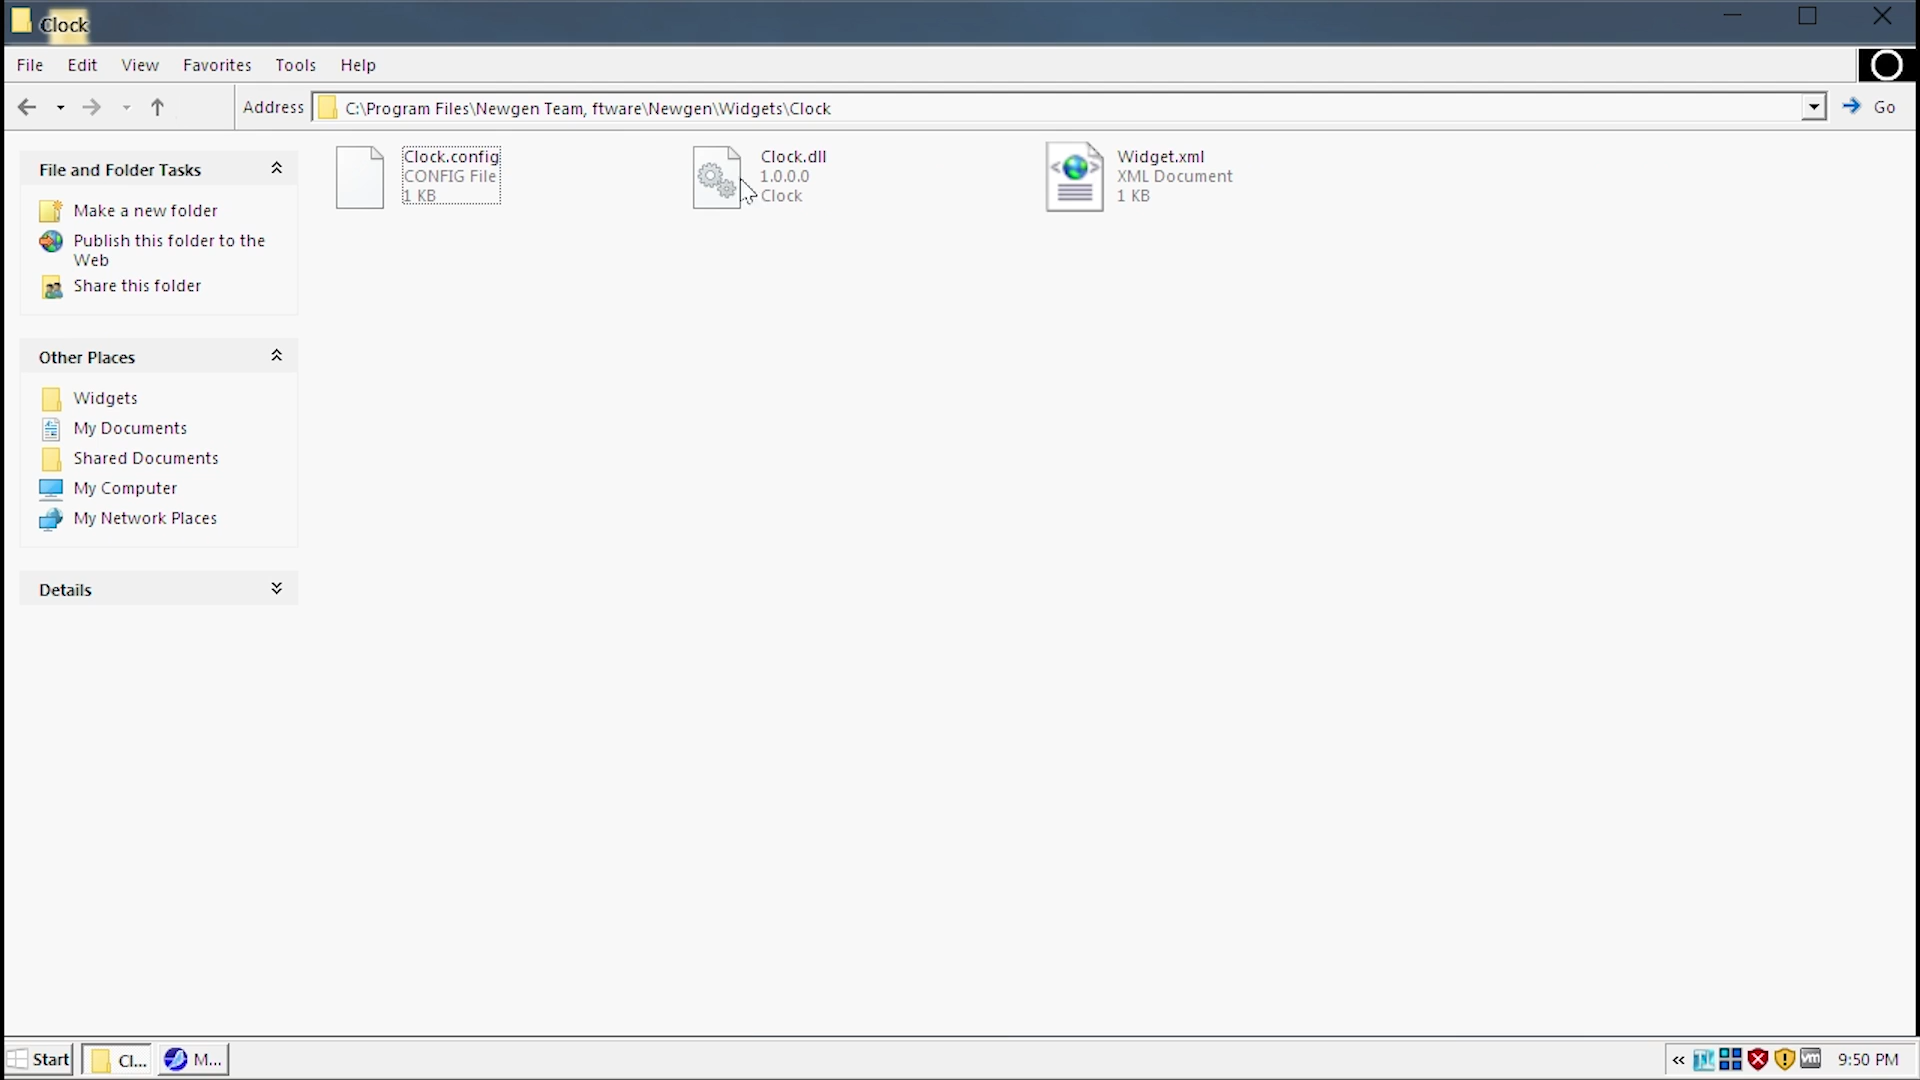 Clock
File Edit View Favorites Tools Help
Address C:\Program Files\Newgen Team, ftware\Newgen\Widgets\Clock Go
File and Folder Tasks
Make a new folder
Publish this folder to the
Web
Share this folder
Other Places
Widgets
My Documents
Shared Documents
My Computer
My Network Places
Details
Clock.config
CONFIG File
1 KB
Clock.dll
1.0.0.0
Clock
Widget.xml
XML Document
1 KB
Start Cl... M... « vm 9:50 PM